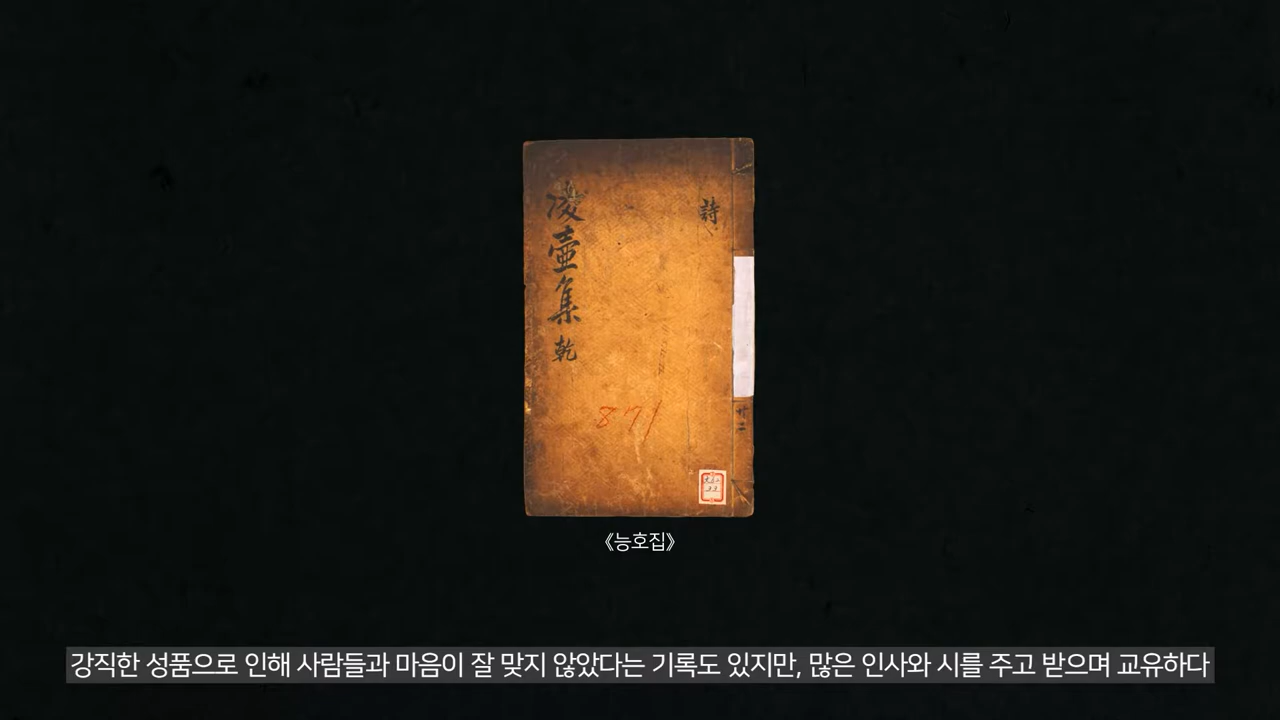 凌壺集 乾
詩
871
廿二
《능호집》
강직한 성품으로 인해 사람들과 마음이 잘 맞지 않았다는 기록도 있지만, 많은 인사와 시를 주고 받으며 교유하다